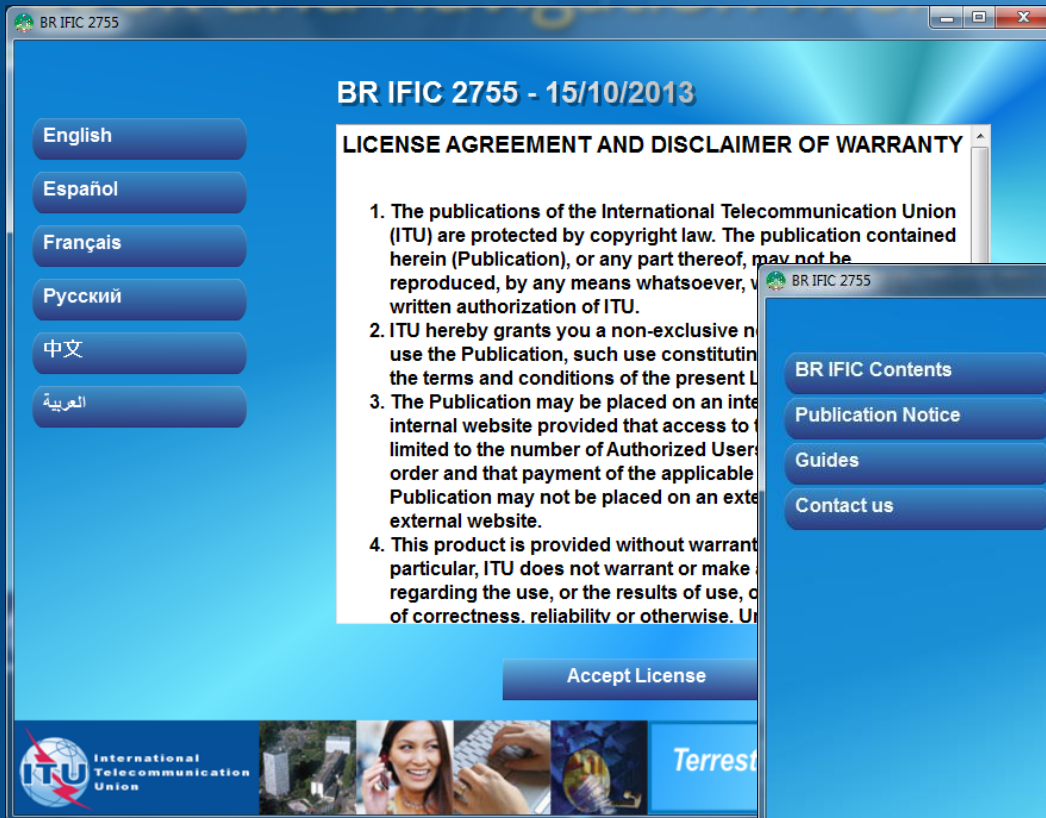 BR IFIC 2755
BR IFIC 2755 - 15/10/2013
English
Español
Français
Русский
中文
العربية
LICENSE AGREEMENT AND DISCLAIMER OF WARRANTY
1. The publications of the International Telecommunication Union
(ITU) are protected by copyright law. The publication contained
herein (Publication), or any part thereof, may not be
reproduced, by any means whatsoever,
written authorization of ITU.
2. ITU hereby grants you a non-exclusive
use the Publication, such use
the terms and conditions of the present
3. The Publication may be placed on an
internal website provided that access to
limited to the number of Authorized
order and that payment of the applicable
Publication may not be placed on an
external website.
4. This product is provided without
particular, ITU does not warrant or make
regarding the use, or the results of use,
of correctness, reliability or otherwise.
Accept License
ITU
International
Telecommunication
Union
BR IFIC 2755
BR IFIC Contents
Publication Notice
Guides
Contact us